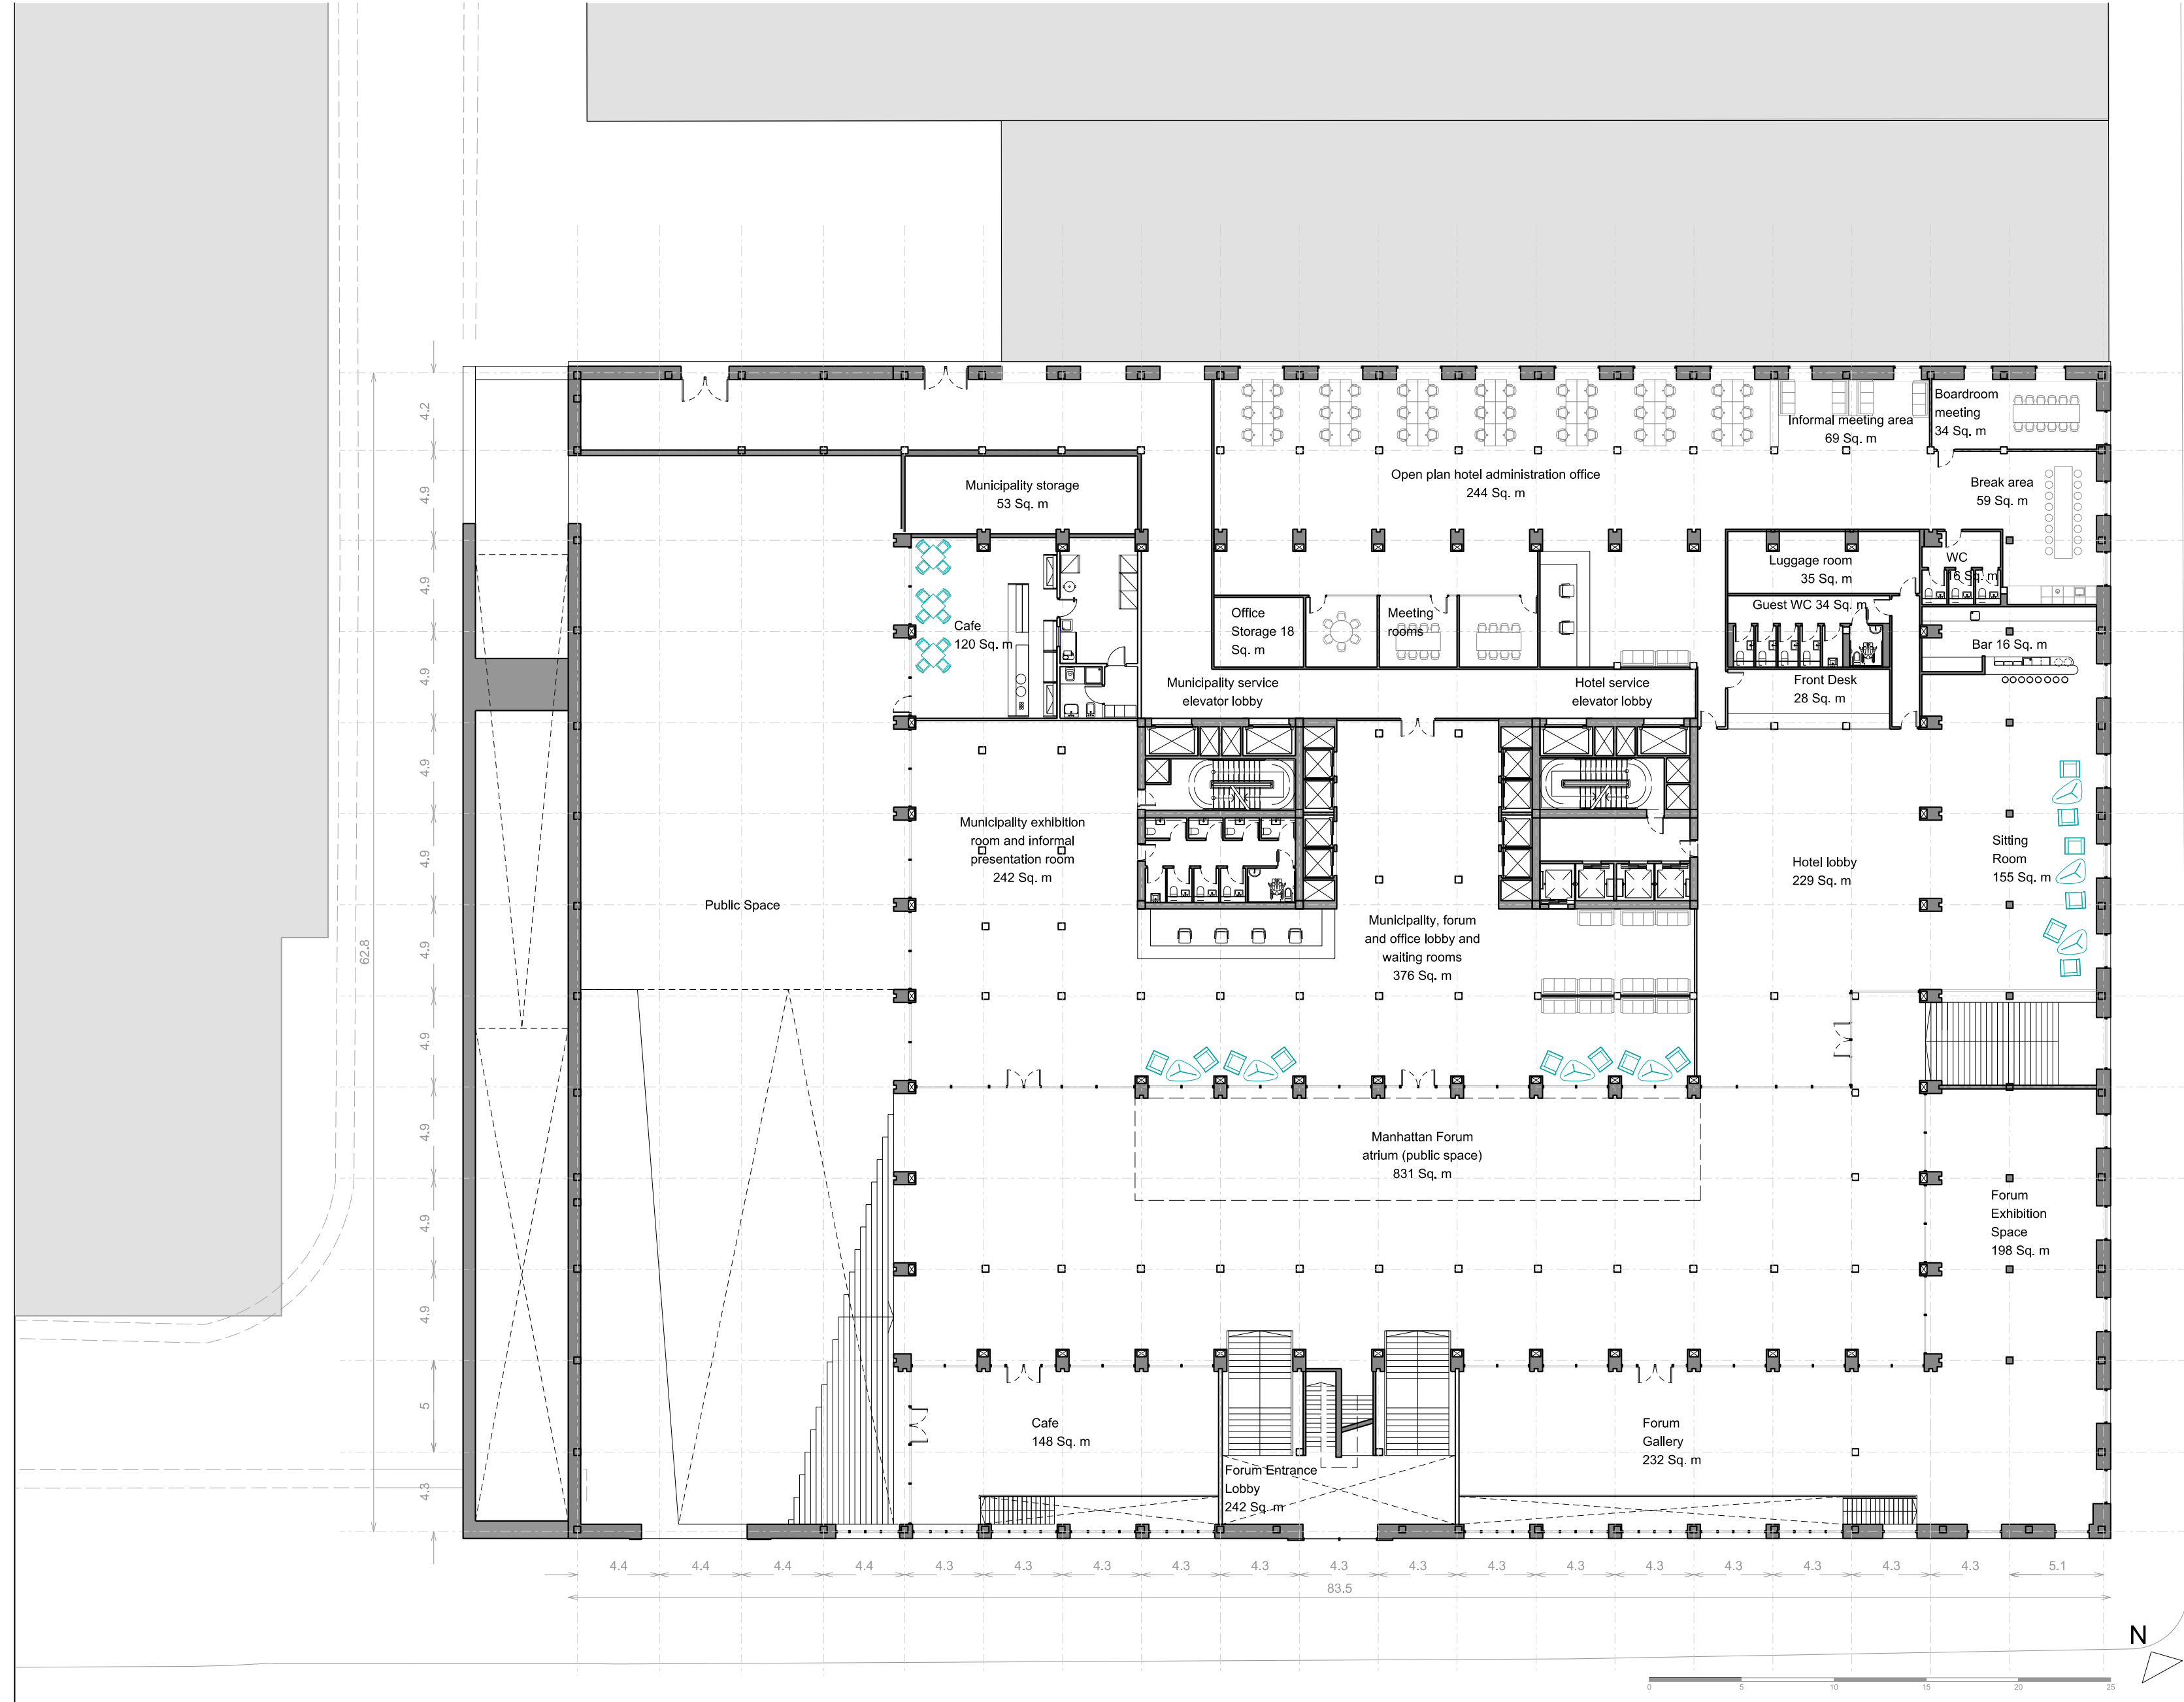 Boardroom
meeting
34 Sq. m
Informal meeting area
69 Sq. m
Open plan hotel administration office
244 Sq. m
Break area
59 Sq. m
Municipality storage
53 Sq. m
WC
16 Sq. m
Luggage room
35 Sq. m
Guest WC 34 Sq. m
Cafe
120 Sq. m
Office
Storage 18
Sq. m
Meeting
rooms
Bar 16 Sq. m
Municipality service
elevator lobby
Hotel service
elevator lobby
Front Desk
28 Sq. m
Municipality exhibition
room and informal
presentation room
242 Sq. m
Hotel lobby
229 Sq. m
Sitting
Room
155 Sq. m
Public Space
Municipality, forum
and office lobby and
waiting rooms
376 Sq. m
Manhattan Forum
atrium (public space)
831 Sq. m
Forum
Exhibition
Space
198 Sq. m
Cafe
148 Sq. m
Forum
Gallery
232 Sq. m
Forum Entrance
Lobby
242 Sq. m
62.8
4.2
4.9
4.9
4.9
4.9
4.9
4.9
4.9
4.9
4.9
4.9
5
4.3
4.4 4.4 4.4 4.4 4.3 4.3 4.3 4.3 4.3 4.3 4.3 4.3 4.3 4.3 4.3 4.3 4.3 5.1
83.5
N
0 5 10 15 20 25